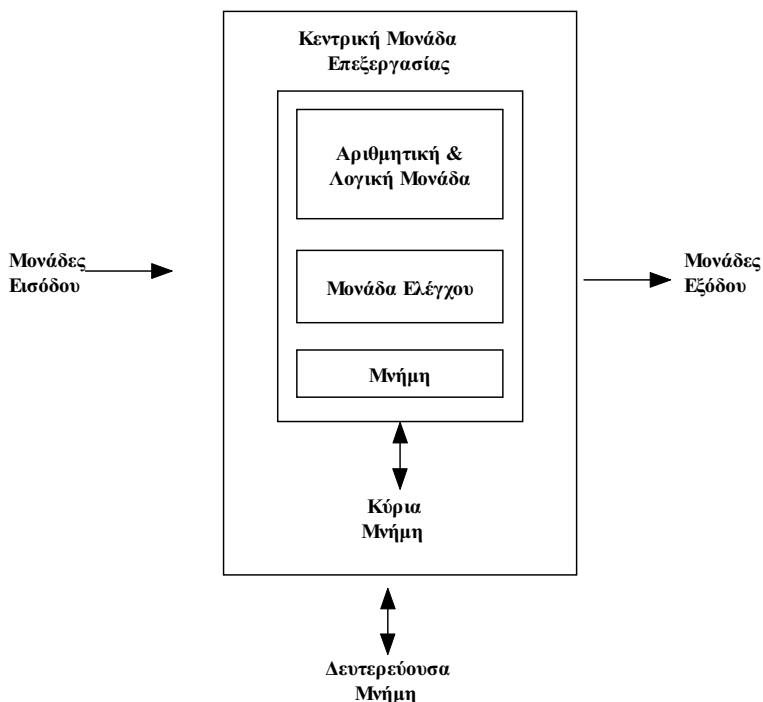 Κεντρική Μονάδα
Επεξεργασίας
Αριθμητική &
Λογική Μονάδα
Μονάδες
Εισόδου
Μονάδα Ελέγχου
Μονάδες
Εξόδου
Μνήμη
Κύρια
Μνήμη
Δευτερεύουσα
Μνήμη